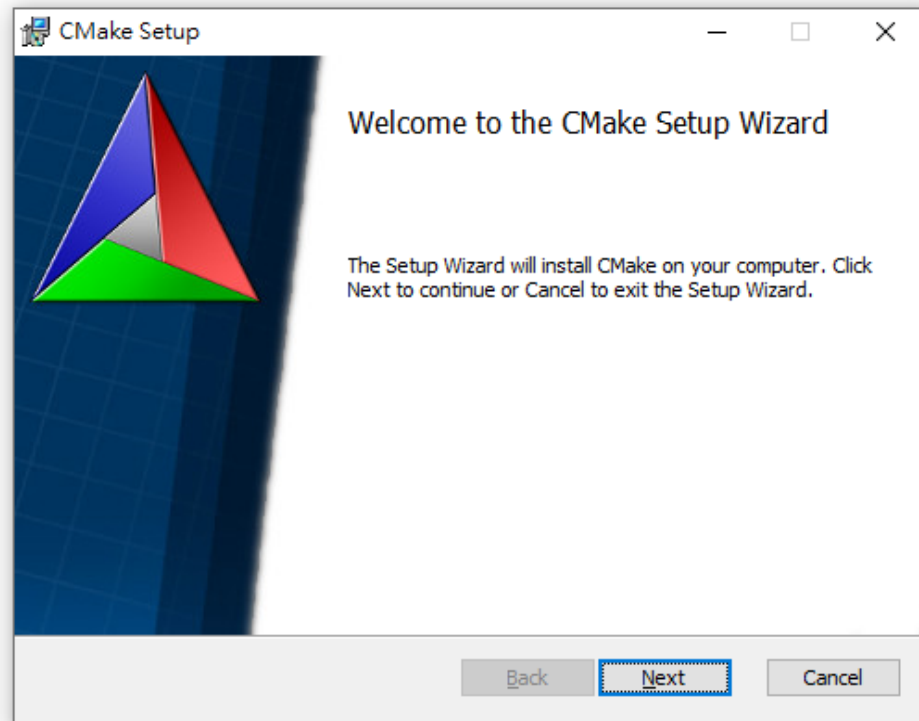 CMake Setup
Welcome to the CMake Setup Wizard
The Setup Wizard will install CMake on your computer. Click
Next to continue or Cancel to exit the Setup Wizard.
Back
Next
Cancel